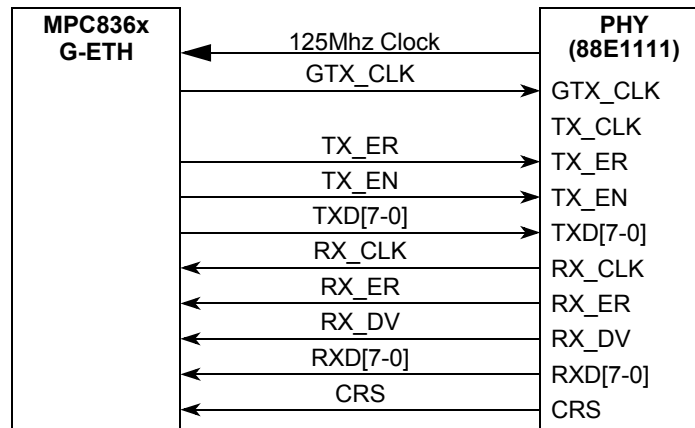 MPC836x
G-ETH
PHY
(88E1111)
125Mhz Clock
GTX_CLK
GTX_CLK
TX_CLK
TX_ER
TX_ER
TX_EN
TX_EN
TXD[7-0]
TXD[7-0]
RX_CLK
RX_CLK
RX_ER
RX_ER
RX_DV
RX_DV
RXD[7-0]
RXD[7-0]
CRS
CRS